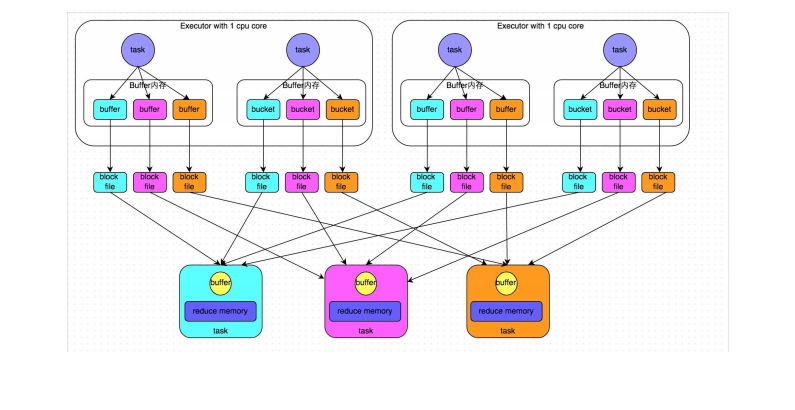 Executor with 1 cpu core
Executor with 1 cpu core
task
task
task
task
Buffer内存
Buffer内存
Buffer内存
Buffer内存
buffer
buffer
buffer
bucket
bucket
bucket
buffer
buffer
buffer
bucket
bucket
bucket
block
file
block
file
block
file
block
file
block
file
block
file
block
file
block
file
block
file
block
file
block
file
block
file
buffer
buffer
buffer
reduce memory
reduce memory
reduce memory
task
task
task